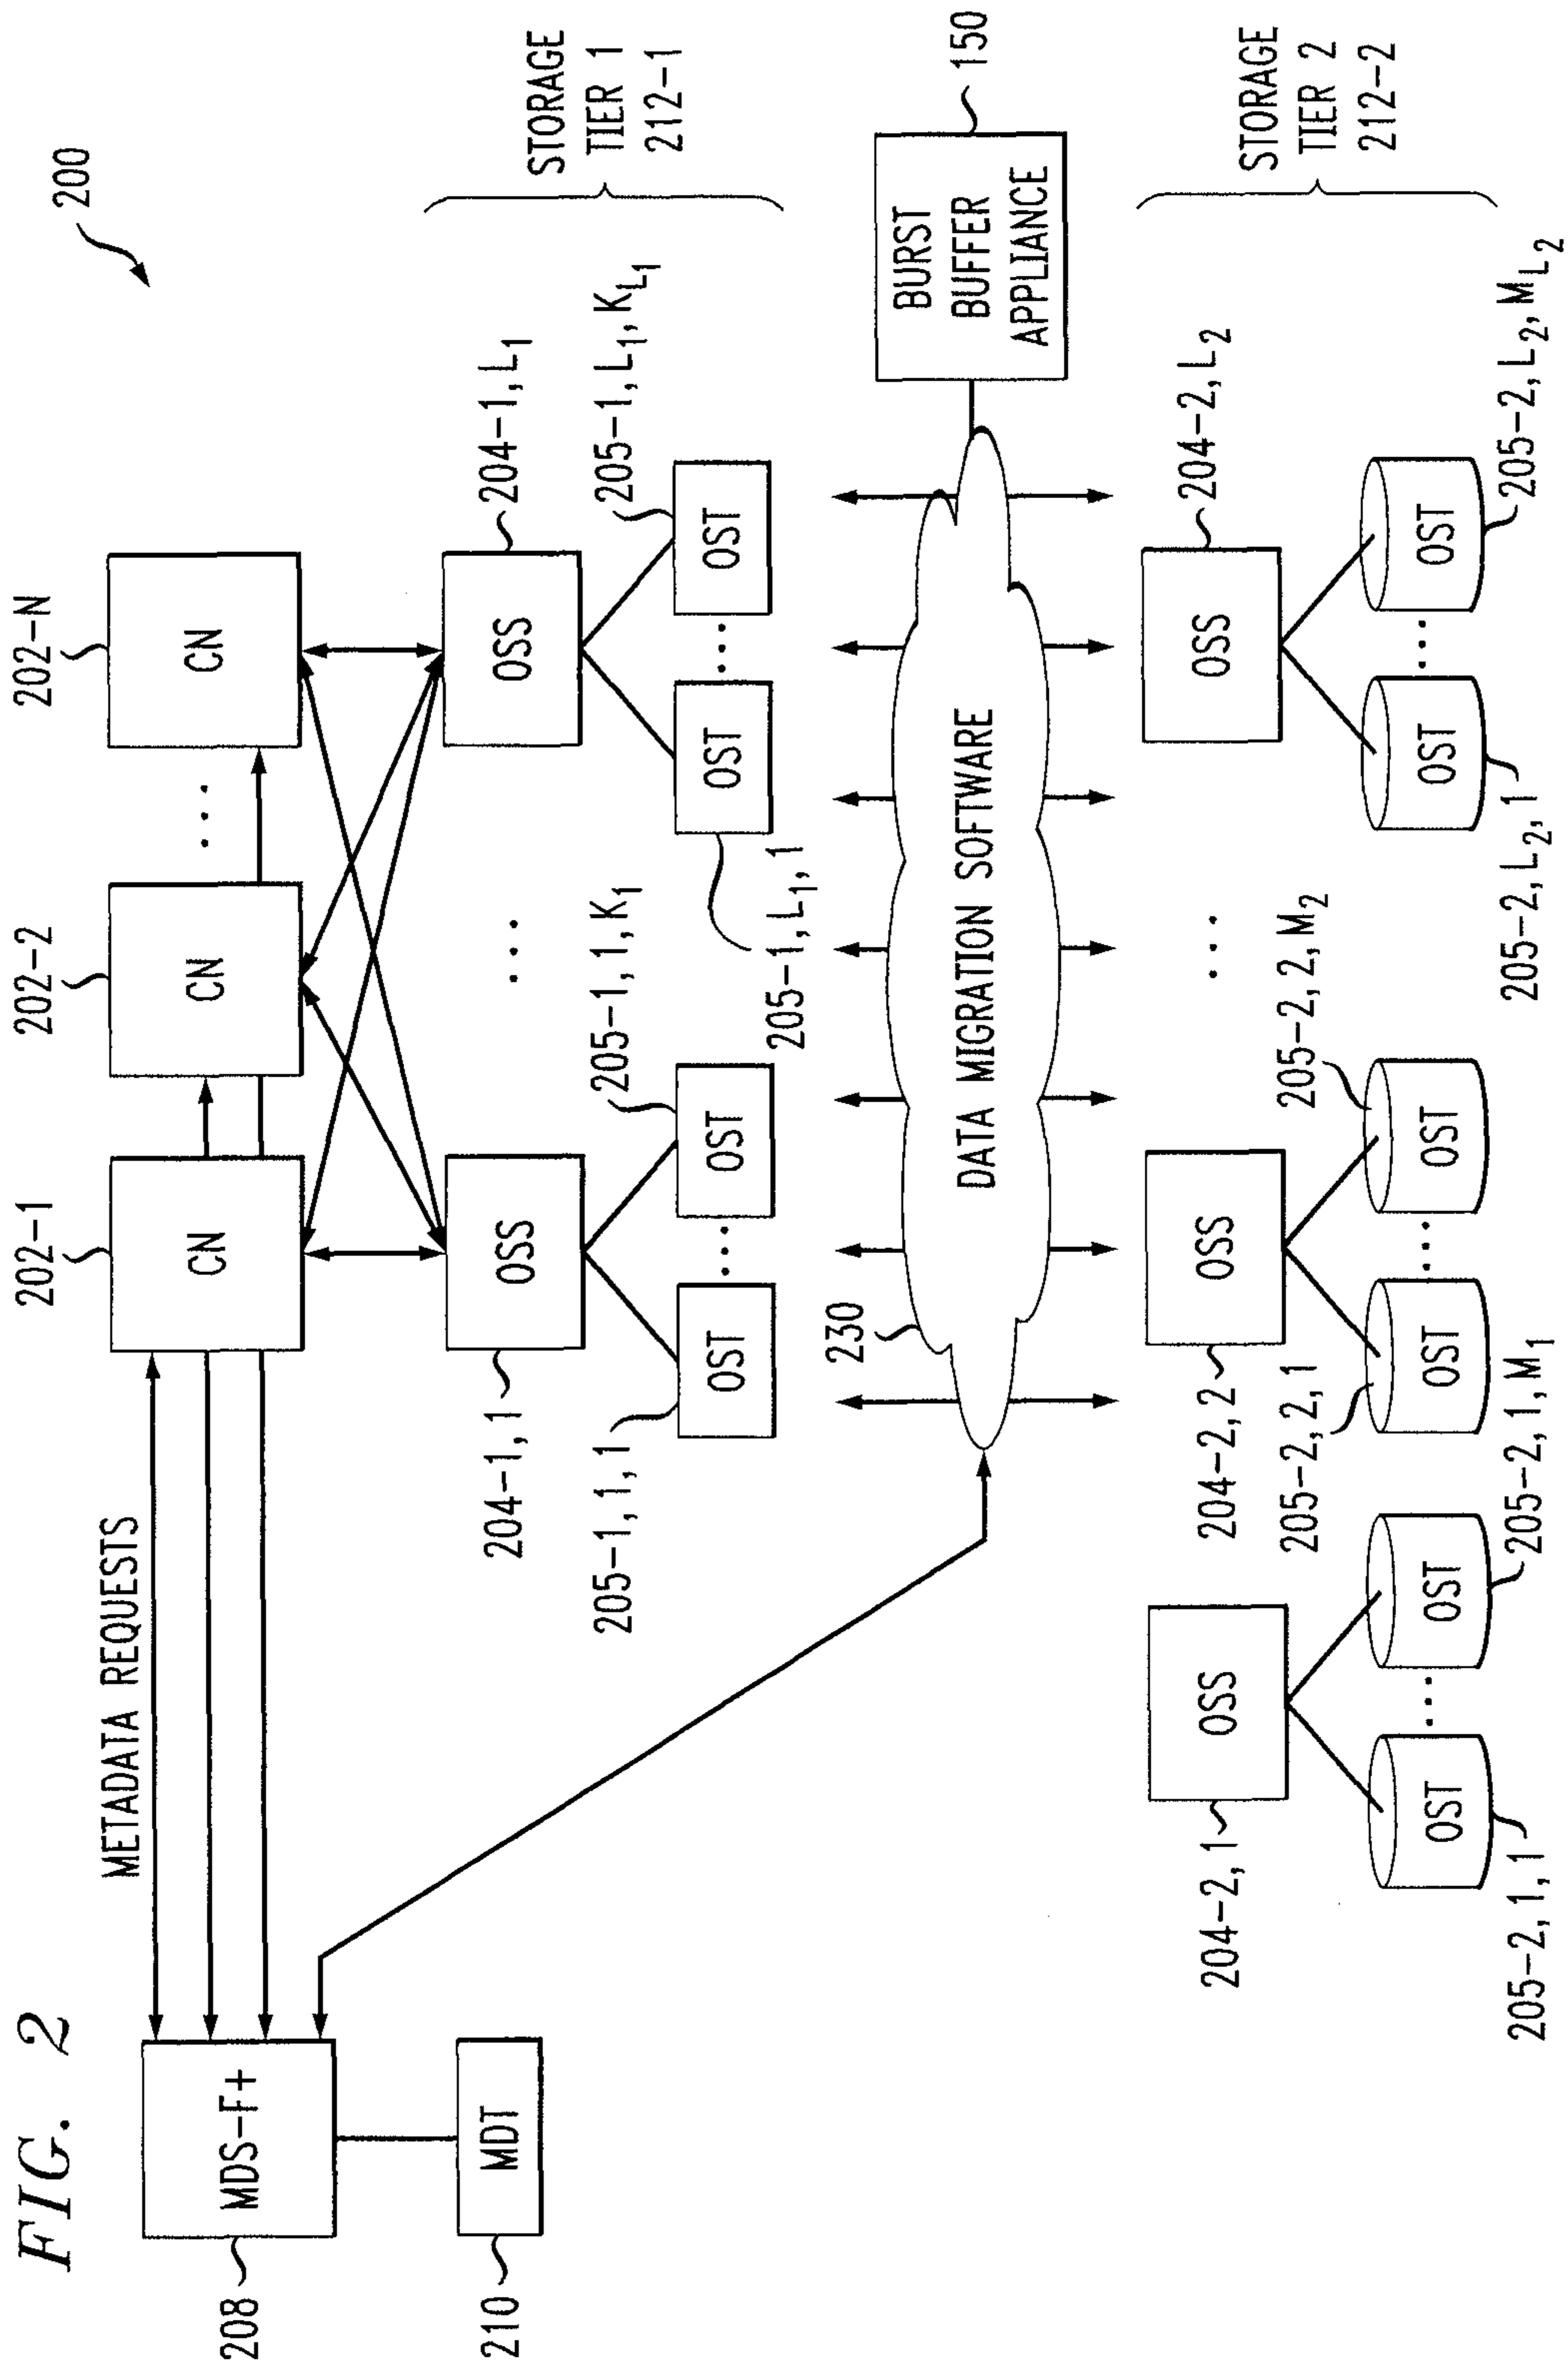 FIG. 2
200
202-1
202-2
202-N
CN
CN
. . .
CN
METADATA REQUESTS
MDS-F+
208
MDT
210
OSS
204-1,1
OSS
204-1,L1
. . .
OST
....
OST
205-1,1,1
205-1,1,K1
OST
....
OST
205-1,L1,1
205-1,L1,KL1
STORAGE
TIER 1
212-1
230
DATA MIGRATION SOFTWARE
BURST
BUFFER
APPLIANCE
150
STORAGE
TIER 2
212-2
OSS
204-2,1
OSS
204-2,2
. . .
OSS
204-2,L2
OST
....
OST
205-2,1,1
205-2,1,M1
OST
....
OST
205-2,2,1
205-2,2,M2
OST
....
OST
205-2,L2,1
205-2,L2,ML2